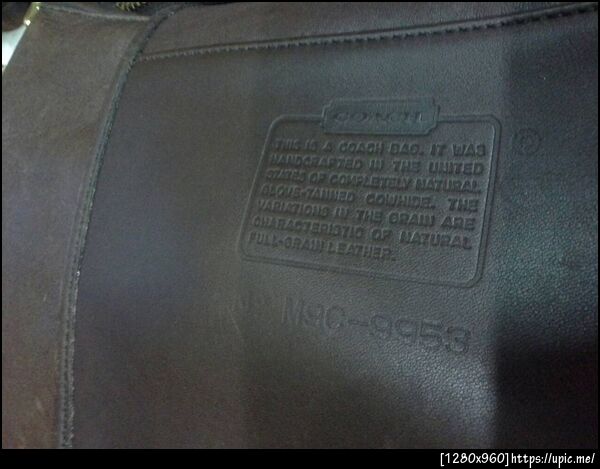 COACH
THIS IS A COACH BAG. IT WAS
HANDCRAFTED IN THE UNITED
STATES OF COMPLETELY NATURAL
GLOVE-TANNED COWHIDE. THE
VARIATIONS IN THE GRAIN ARE
CHARACTERISTIC OF NATURAL
FULL-GRAIN LEATHER.
®
Nº M9C-9953
[1280x960]https://upic.me/